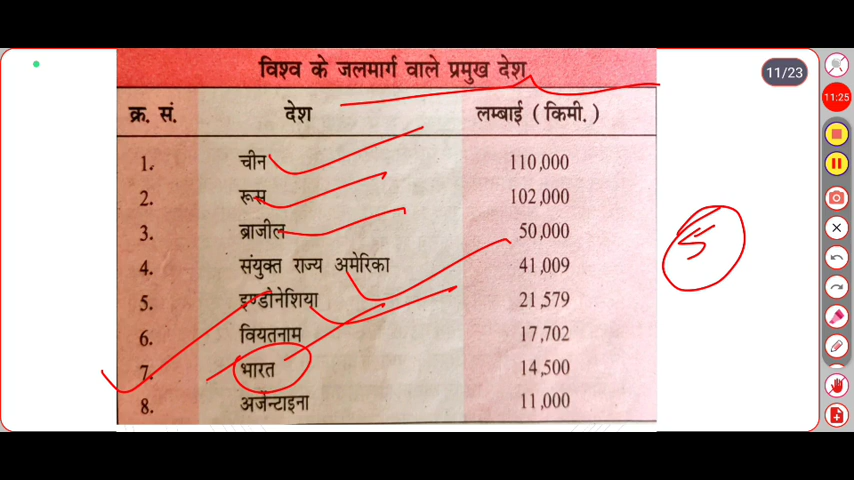 विश्व के जलमार्ग वाले प्रमुख देश
क्र. सं. देश लम्बाई (किमी.)
1. चीन 110,000
2. रूस 102,000
3. ब्राजील 50,000
4. संयुक्त राज्य अमेरिका 41,009
5. इण्डोनेशिया 21,579
6. वियतनाम 17,702
7. भारत 14,500
8. अर्जेन्टाइना 11,000
5
11/23
11:25